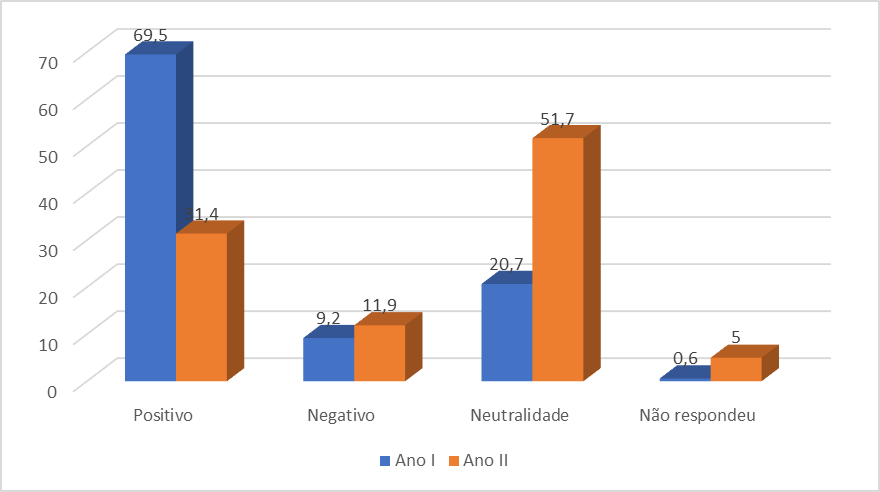 69,5
70
60
51,7
50
40
31,4
30
20,7
20
9,2
11,9
10
0,6
5
0
Positivo
Negativo
Neutralidade
Não respondeu
Ano I
Ano II